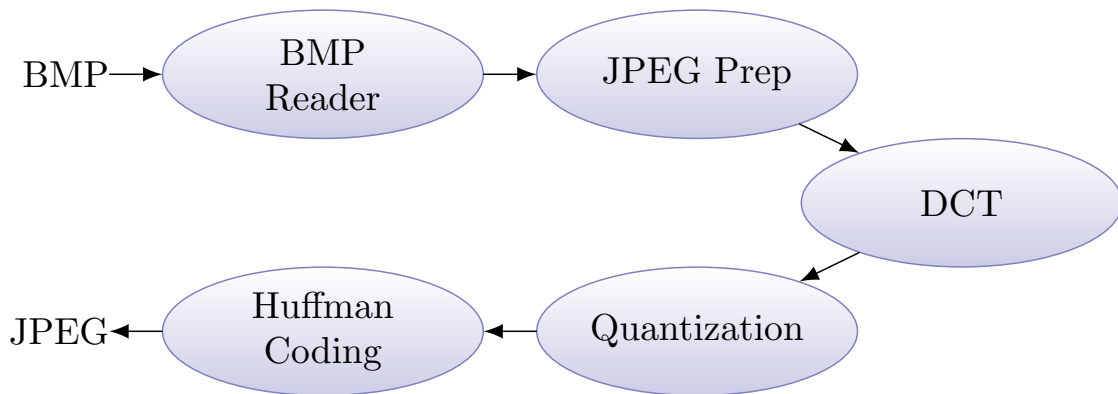 BMP
BMP
Reader
JPEG Prep
DCT
Quantization
Huffman
Coding
JPEG